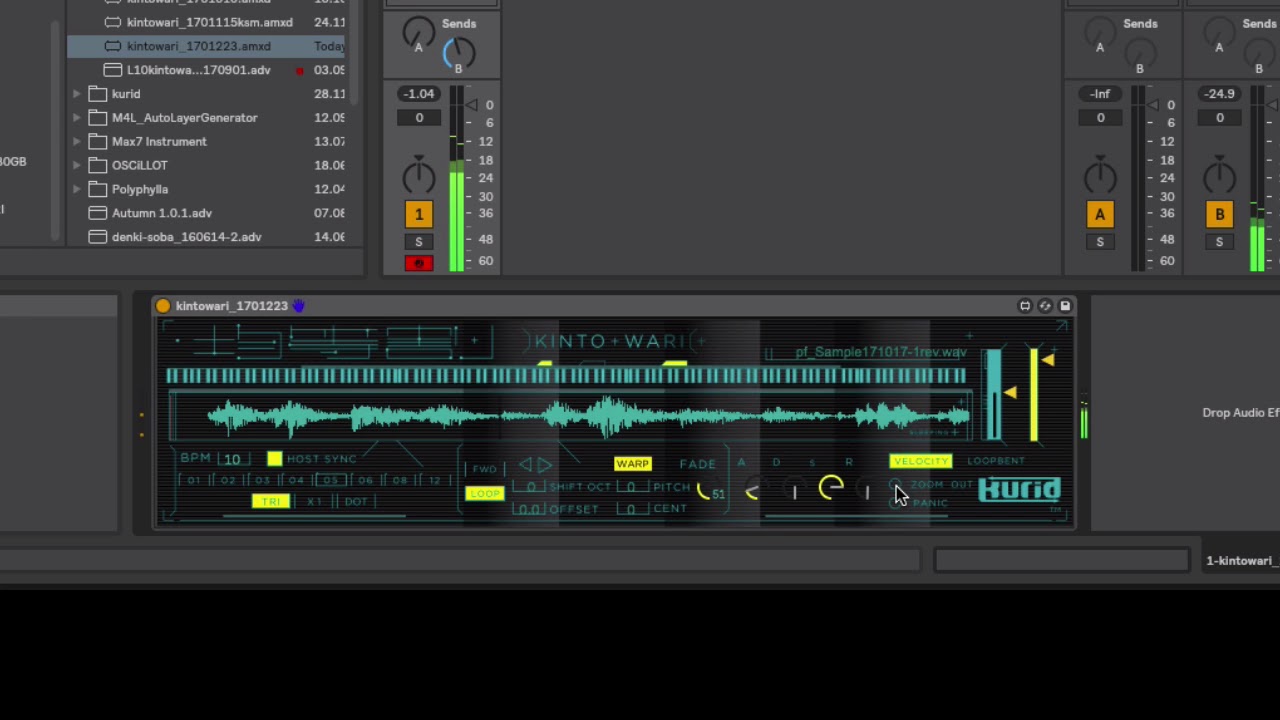 kintowari_1701115ksm.amxd 24.11
kintowari_1701223.amxd Today
L10kintowa...170901.adv 03.09
kurid 28.11
M4L_AutoLayerGenerator 12.09
Max7 Instrument 13.07
OSCiLLOT 18.06
Polyphylla 12.04
Autumn 1.0.1.adv 07.08
denki-soba_160614-2.adv 14.06
30GB
Sends
A
B
-1.04
0
0
6
12
18
24
30
36
48
60
1
S
Sends
A
B
-Inf
0
0
6
12
18
24
30
36
48
60
A
S
Sends
A
B
-24.9
0
B
S
kintowari_1701223
KINTO+WARI
pf_Sample171017-1rev.wav
BPM 10 HOST SYNC
01 02 03 04 05 06 08 12
TRI X1 DOT
FWD
LOOP
WARP
0 SHIFT OCT 0 PITCH
0.0 OFFSET 0 CENT
FADE
51
A D S R
VELOCITY LOOPBENT
ZOOM OUT
PANIC
kurid
TM
Drop Audio Ef
1-kintowari_